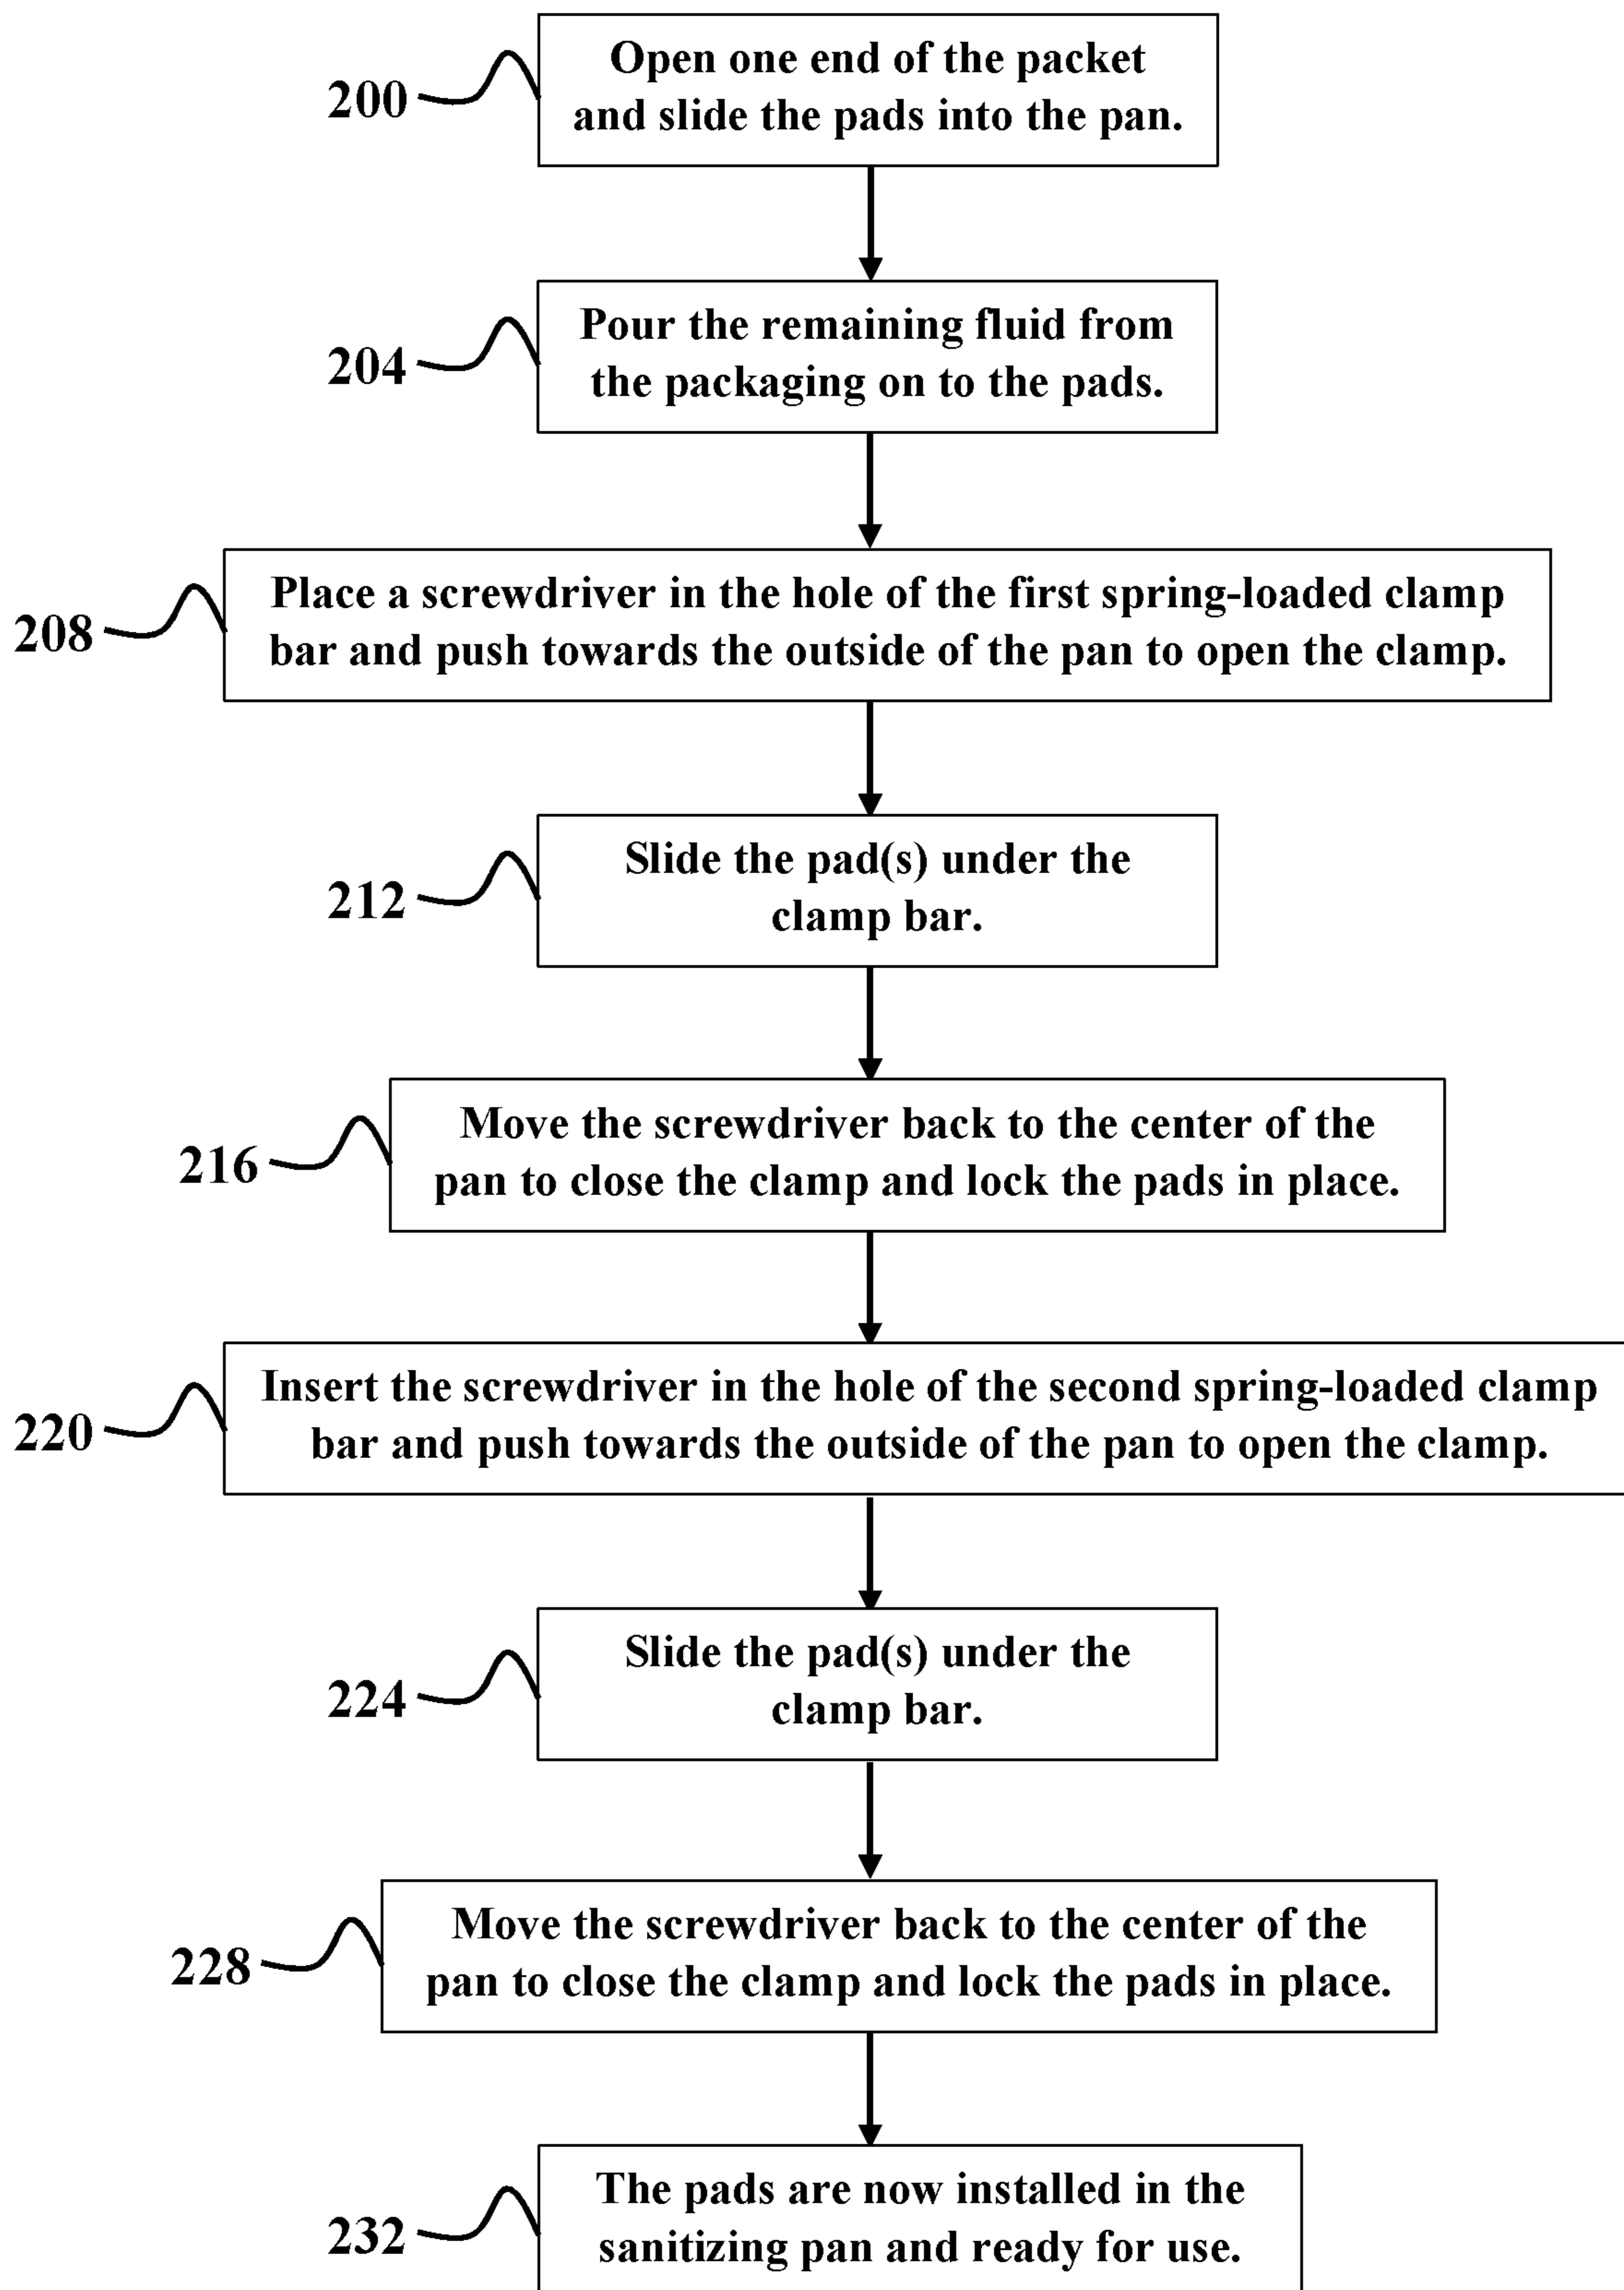 200
Open one end of the packet
and slide the pads into the pan.
204
Pour the remaining fluid from
the packaging on to the pads.
208
Place a screwdriver in the hole of the first spring-loaded clamp
bar and push towards the outside of the pan to open the clamp.
212
Slide the pad(s) under the
clamp bar.
216
Move the screwdriver back to the center of the
pan to close the clamp and lock the pads in place.
220
Insert the screwdriver in the hole of the second spring-loaded clamp
bar and push towards the outside of the pan to open the clamp.
224
Slide the pad(s) under the
clamp bar.
228
Move the screwdriver back to the center of the
pan to close the clamp and lock the pads in place.
232
The pads are now installed in the
sanitizing pan and ready for use.